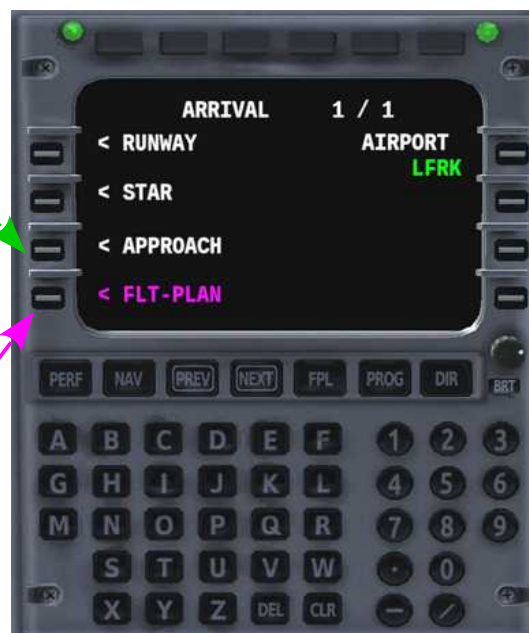 ARRIVAL 1 / 1
< RUNWAY AIRPORT
LFRK
< STAR
< APPROACH
< FLT-PLAN
PERF NAV PREV NEXT FPL PROG DIR BRT
A B C D E F 1 2 3
G H I J K L 4 5 6
M N O P Q R 7 8 9
S T U V W · 0
X Y Z DEL CLR − /